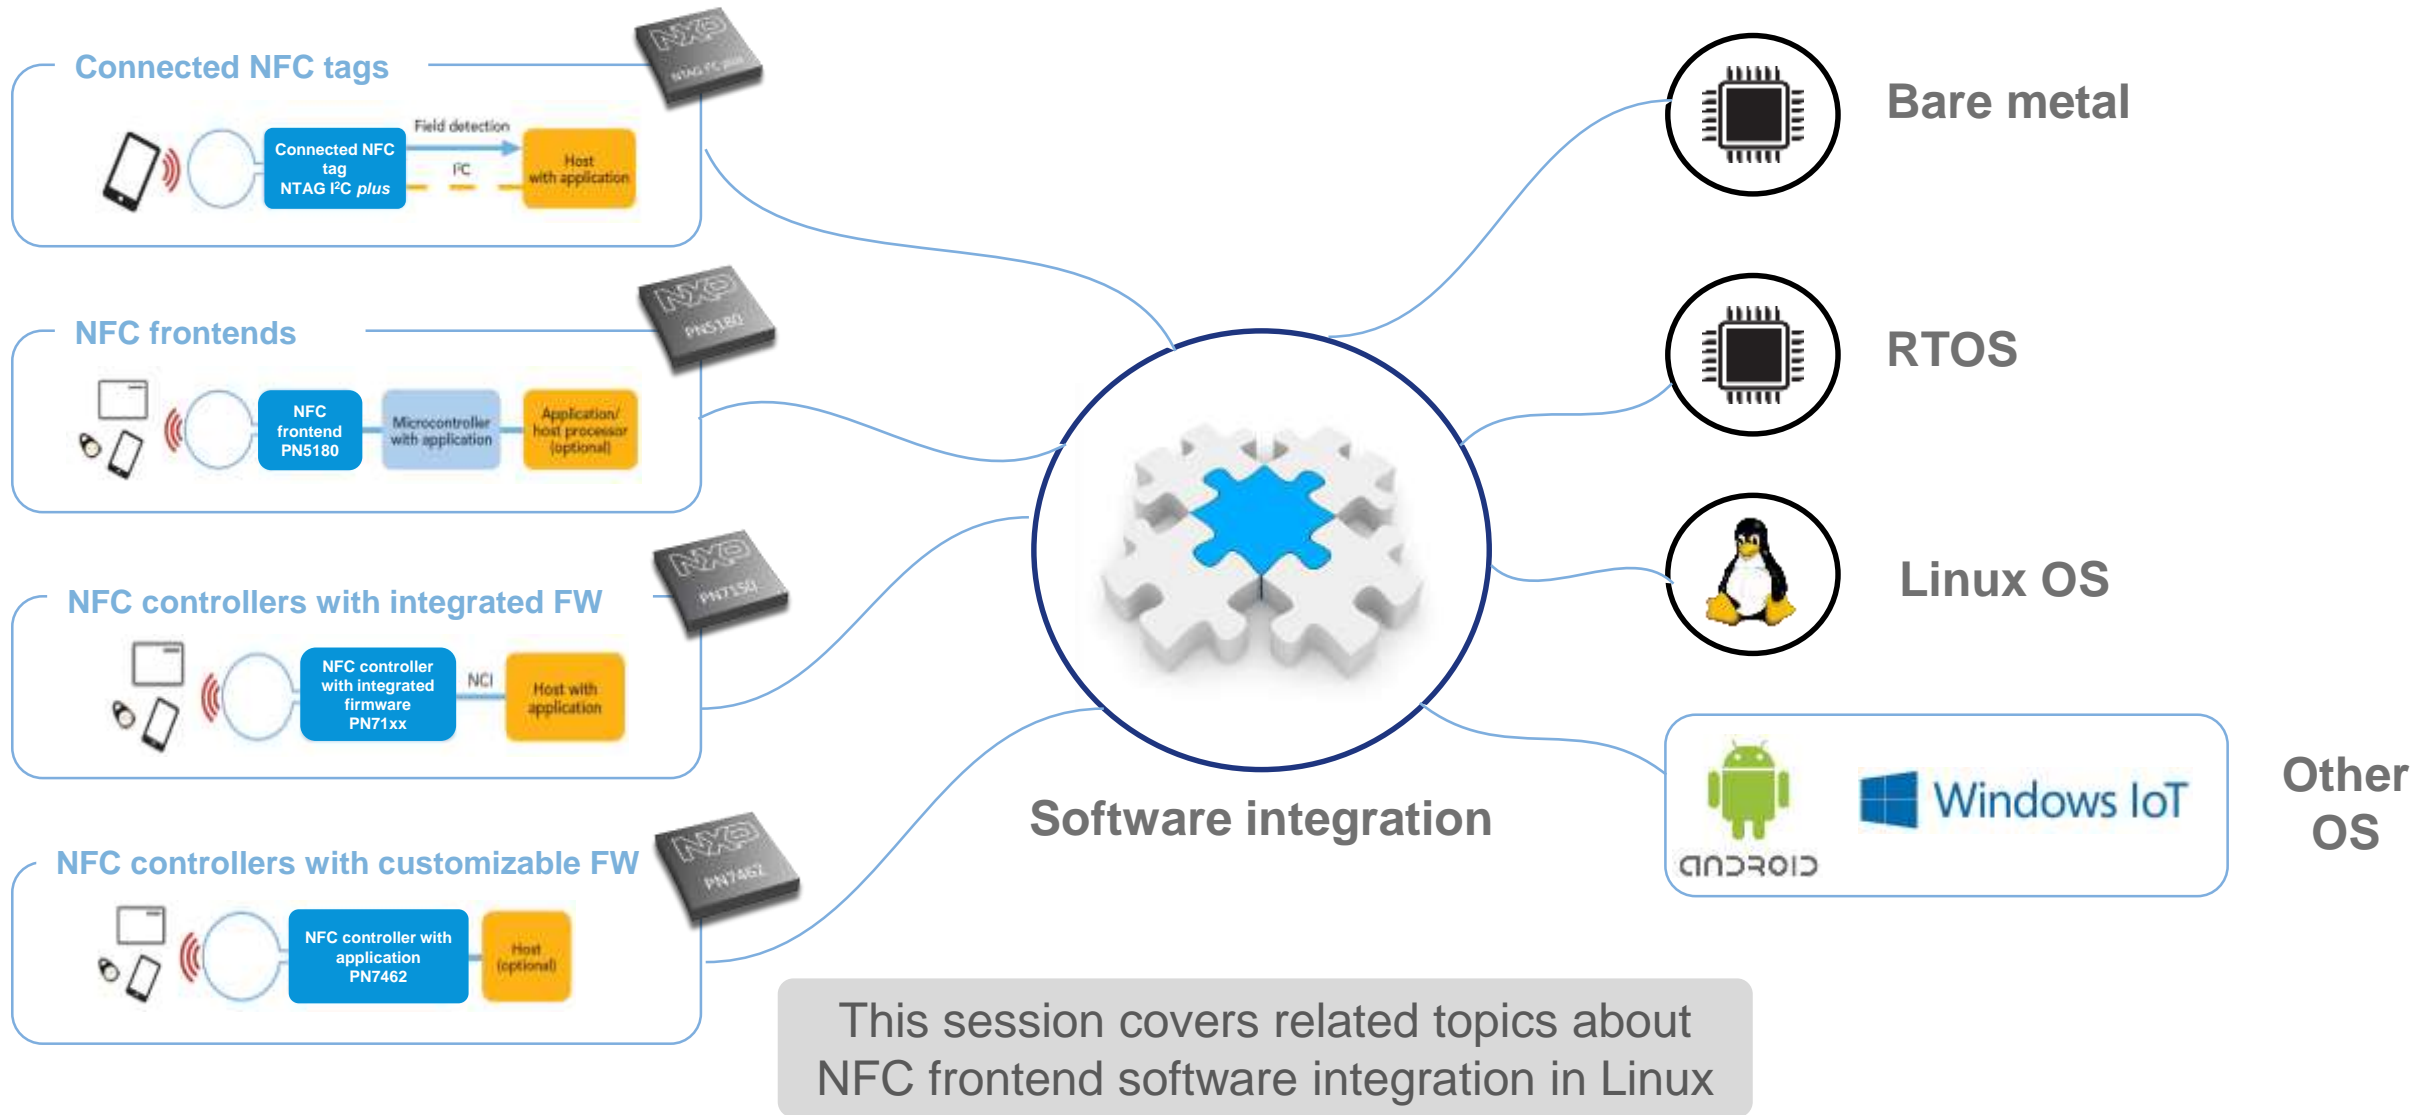 Connected NFC tags
NXP
NTAG I²C plus
Field detection
Connected NFC
tag
NTAG I²C plus
I²C
Host
with application
NFC frontends
NXP
PN5180
NFC
frontend
PN5180
Microcontroller
with application
Application/
host processor
(optional)
NFC controllers with integrated FW
NXP
PN7150
NFC controller
with integrated
firmware
PN71xx
NCI
Host with
application
NFC controllers with customizable FW
NXP
PN7462
NFC controller with
application
PN7462
Host
(optional)
Software integration
Bare metal
RTOS
Linux OS
ANDROID
Windows IoT
Other
OS
This session covers related topics about
NFC frontend software integration in Linux